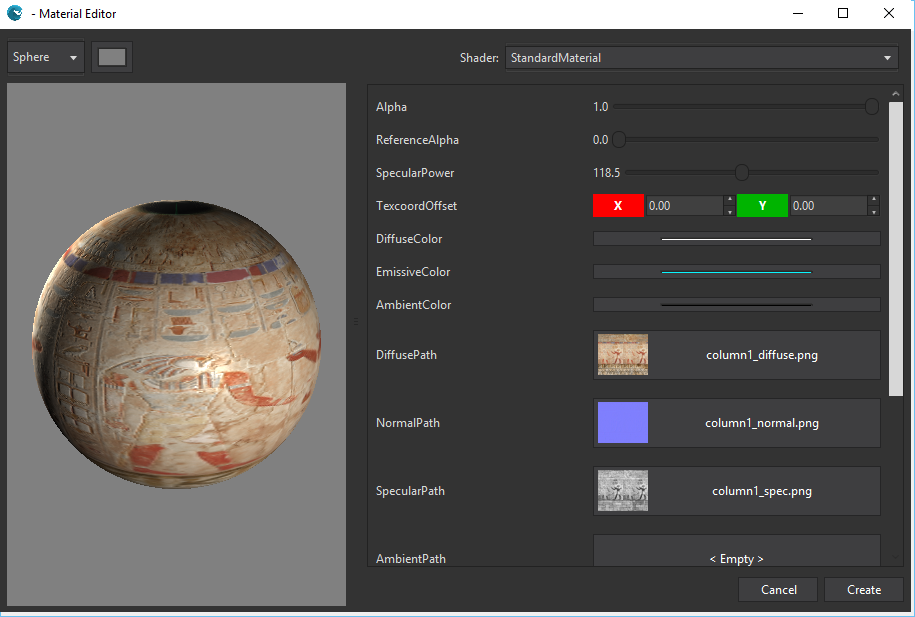 - Material Editor
Sphere
Shader: StandardMaterial
Alpha 1.0
ReferenceAlpha 0.0
SpecularPower 118.5
TexcoordOffset X 0.00 Y 0.00
DiffuseColor
EmissiveColor
AmbientColor
DiffusePath column1_diffuse.png
NormalPath column1_normal.png
SpecularPath column1_spec.png
AmbientPath < Empty >
Cancel Create